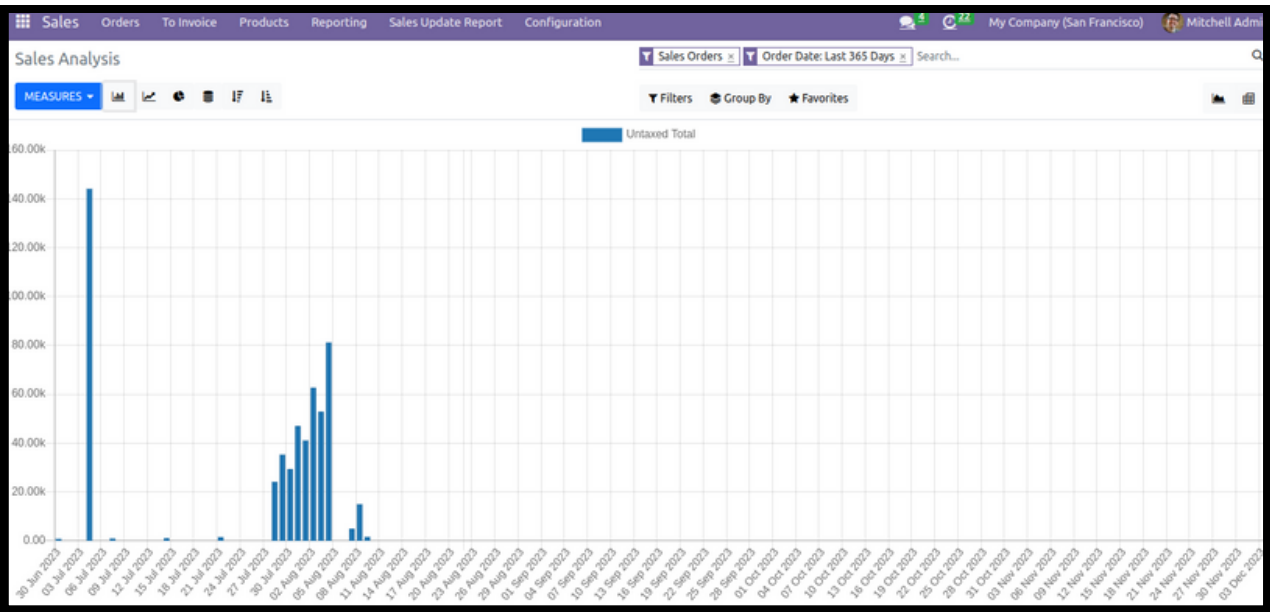 Sales Orders To Invoice Products Reporting Sales Update Report Configuration 4 22 My Company (San Francisco) Mitchell Admi
Sales Analysis
Sales Orders × Order Date: Last 365 Days × Search...
MEASURES Filters Group By Favorites
Untaxed Total
160.00k
140.00k
120.00k
100.00k
80.00k
60.00k
40.00k
20.00k
0.00
30 Jun 2023
03 Jul 2023
06 Jul 2023
09 Jul 2023
12 Jul 2023
15 Jul 2023
18 Jul 2023
21 Jul 2023
24 Jul 2023
27 Jul 2023
30 Jul 2023
02 Aug 2023
05 Aug 2023
08 Aug 2023
11 Aug 2023
14 Aug 2023
17 Aug 2023
20 Aug 2023
23 Aug 2023
26 Aug 2023
29 Aug 2023
01 Sep 2023
04 Sep 2023
07 Sep 2023
10 Sep 2023
13 Sep 2023
16 Sep 2023
19 Sep 2023
22 Sep 2023
25 Sep 2023
28 Sep 2023
01 Oct 2023
04 Oct 2023
07 Oct 2023
10 Oct 2023
13 Oct 2023
16 Oct 2023
19 Oct 2023
22 Oct 2023
25 Oct 2023
28 Oct 2023
31 Oct 2023
03 Nov 2023
06 Nov 2023
09 Nov 2023
12 Nov 2023
15 Nov 2023
18 Nov 2023
21 Nov 2023
24 Nov 2023
27 Nov 2023
30 Nov 2023
03 Dec 2023